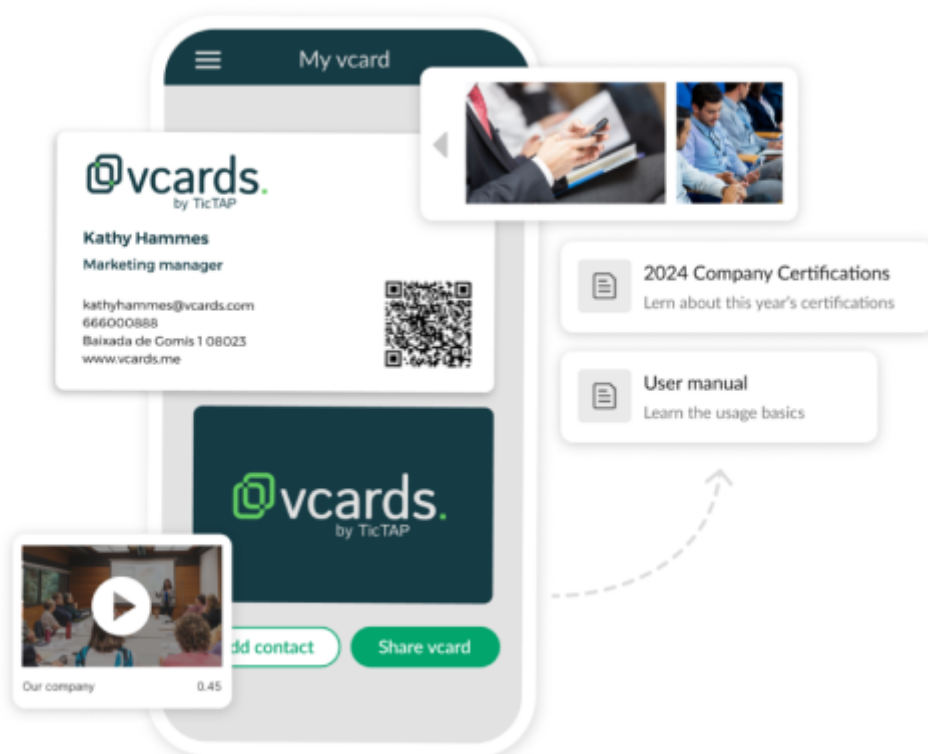 My vcard
vcards.
by TicTAP
Kathy Hammes
Marketing manager
kathyhammes@vcards.com
666000888
Baixada de Gomis 1 08023
www.vcards.me
2024 Company Certifications
Lern about this year's certifications
User manual
Learn the usage basics
vcards.
by TicTAP
dd contact
Share vcard
Our company
0.45